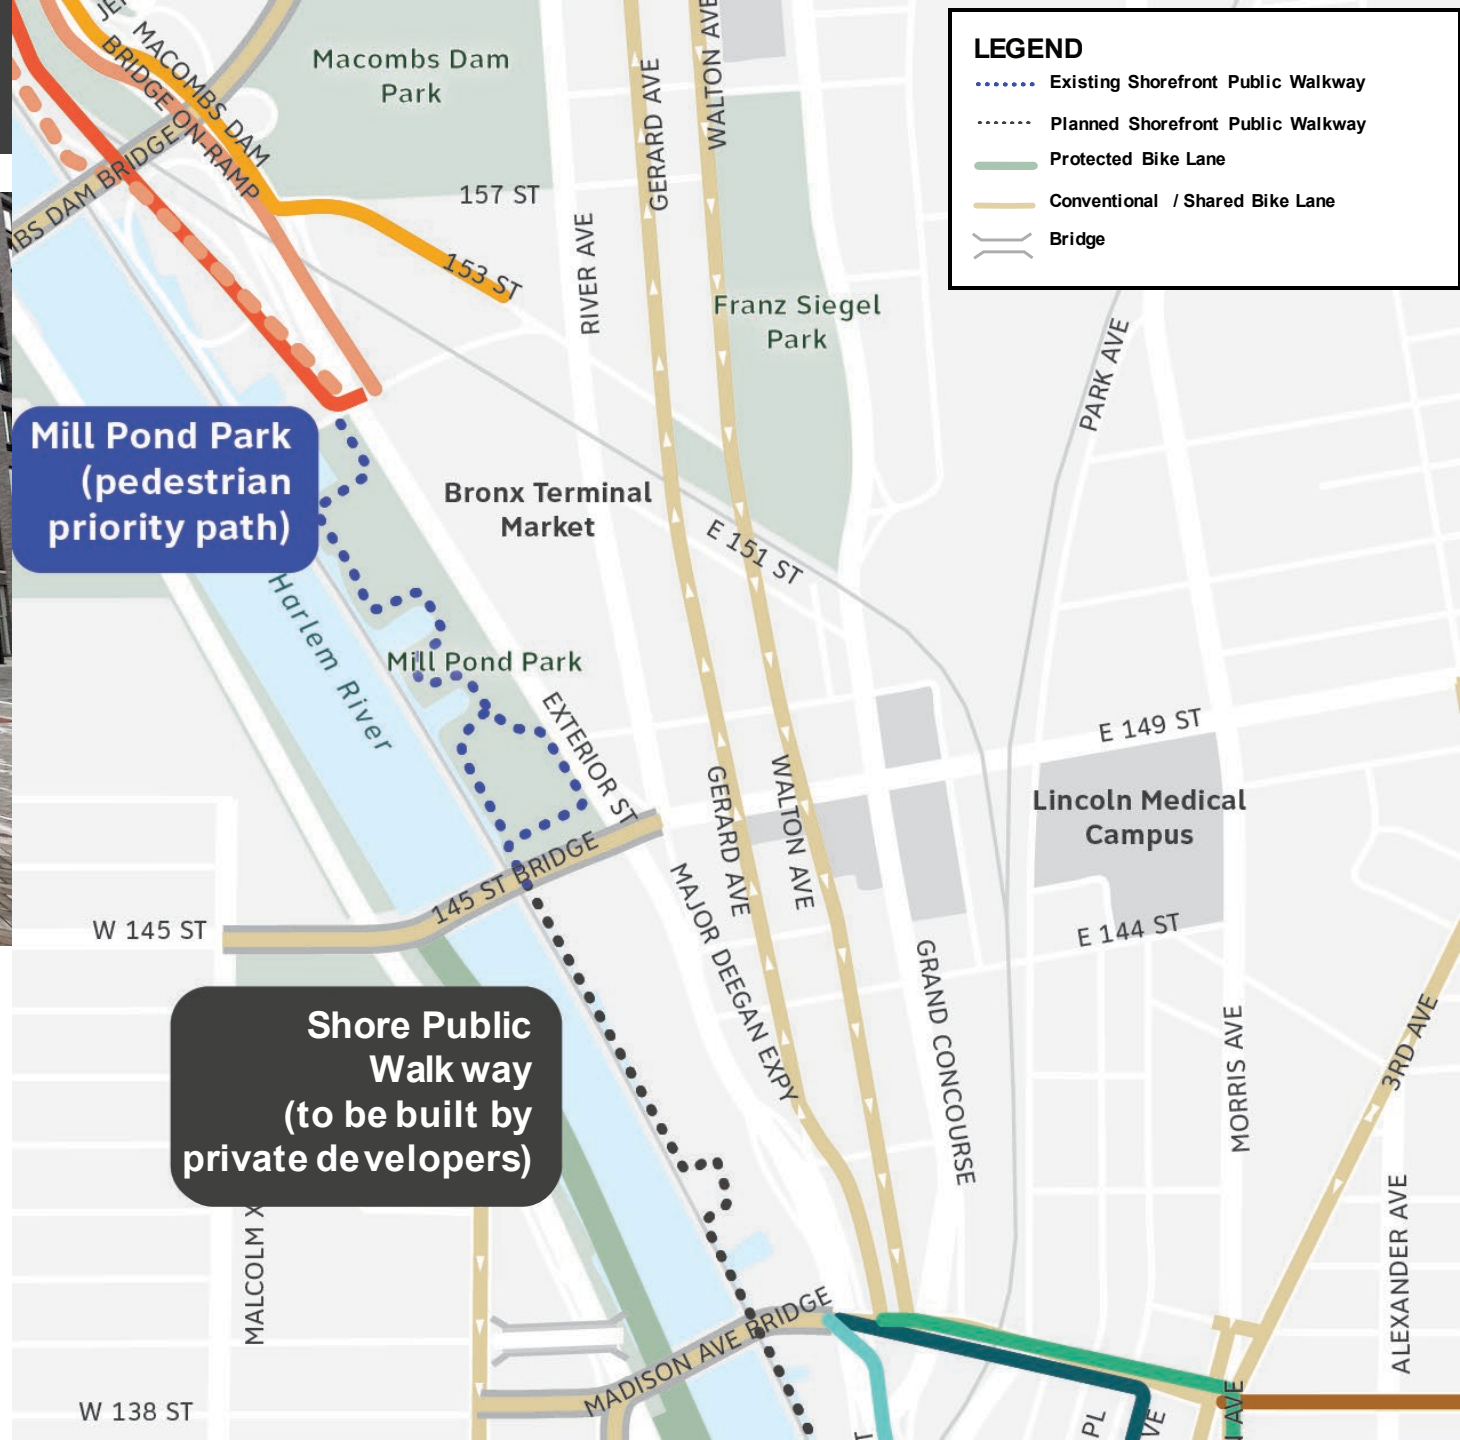 LEGEND
Existing Shorefront Public Walkway
Planned Shorefront Public Walkway
Protected Bike Lane
Conventional / Shared Bike Lane
Bridge
MACOMBS DAM
BRIDGE ON-RAMP
Macombs Dam
Park
GERARD AVE
WALTON AVE
DAM BRIDGE
157 ST
153 ST
RIVER AVE
Franz Siegel
Park
PARK AVE
Mill Pond Park
(pedestrian
priority path)
Bronx Terminal
Market
E 151 ST
Harlem River
Mill Pond Park
EXTERIOR ST
E 149 ST
GERARD AVE
WALTON AVE
Lincoln Medical
Campus
145 ST BRIDGE
W 145 ST
MAJOR DEEGAN EXPY
E 144 ST
GRAND CONCOURSE
Shore Public
Walk way
(to be built by
private de velopers)
MORRIS AVE
3RD AVE
MALCOLM X
ALEXANDER AVE
MADISON AVE BRIDGE
W 138 ST
PL
AVE